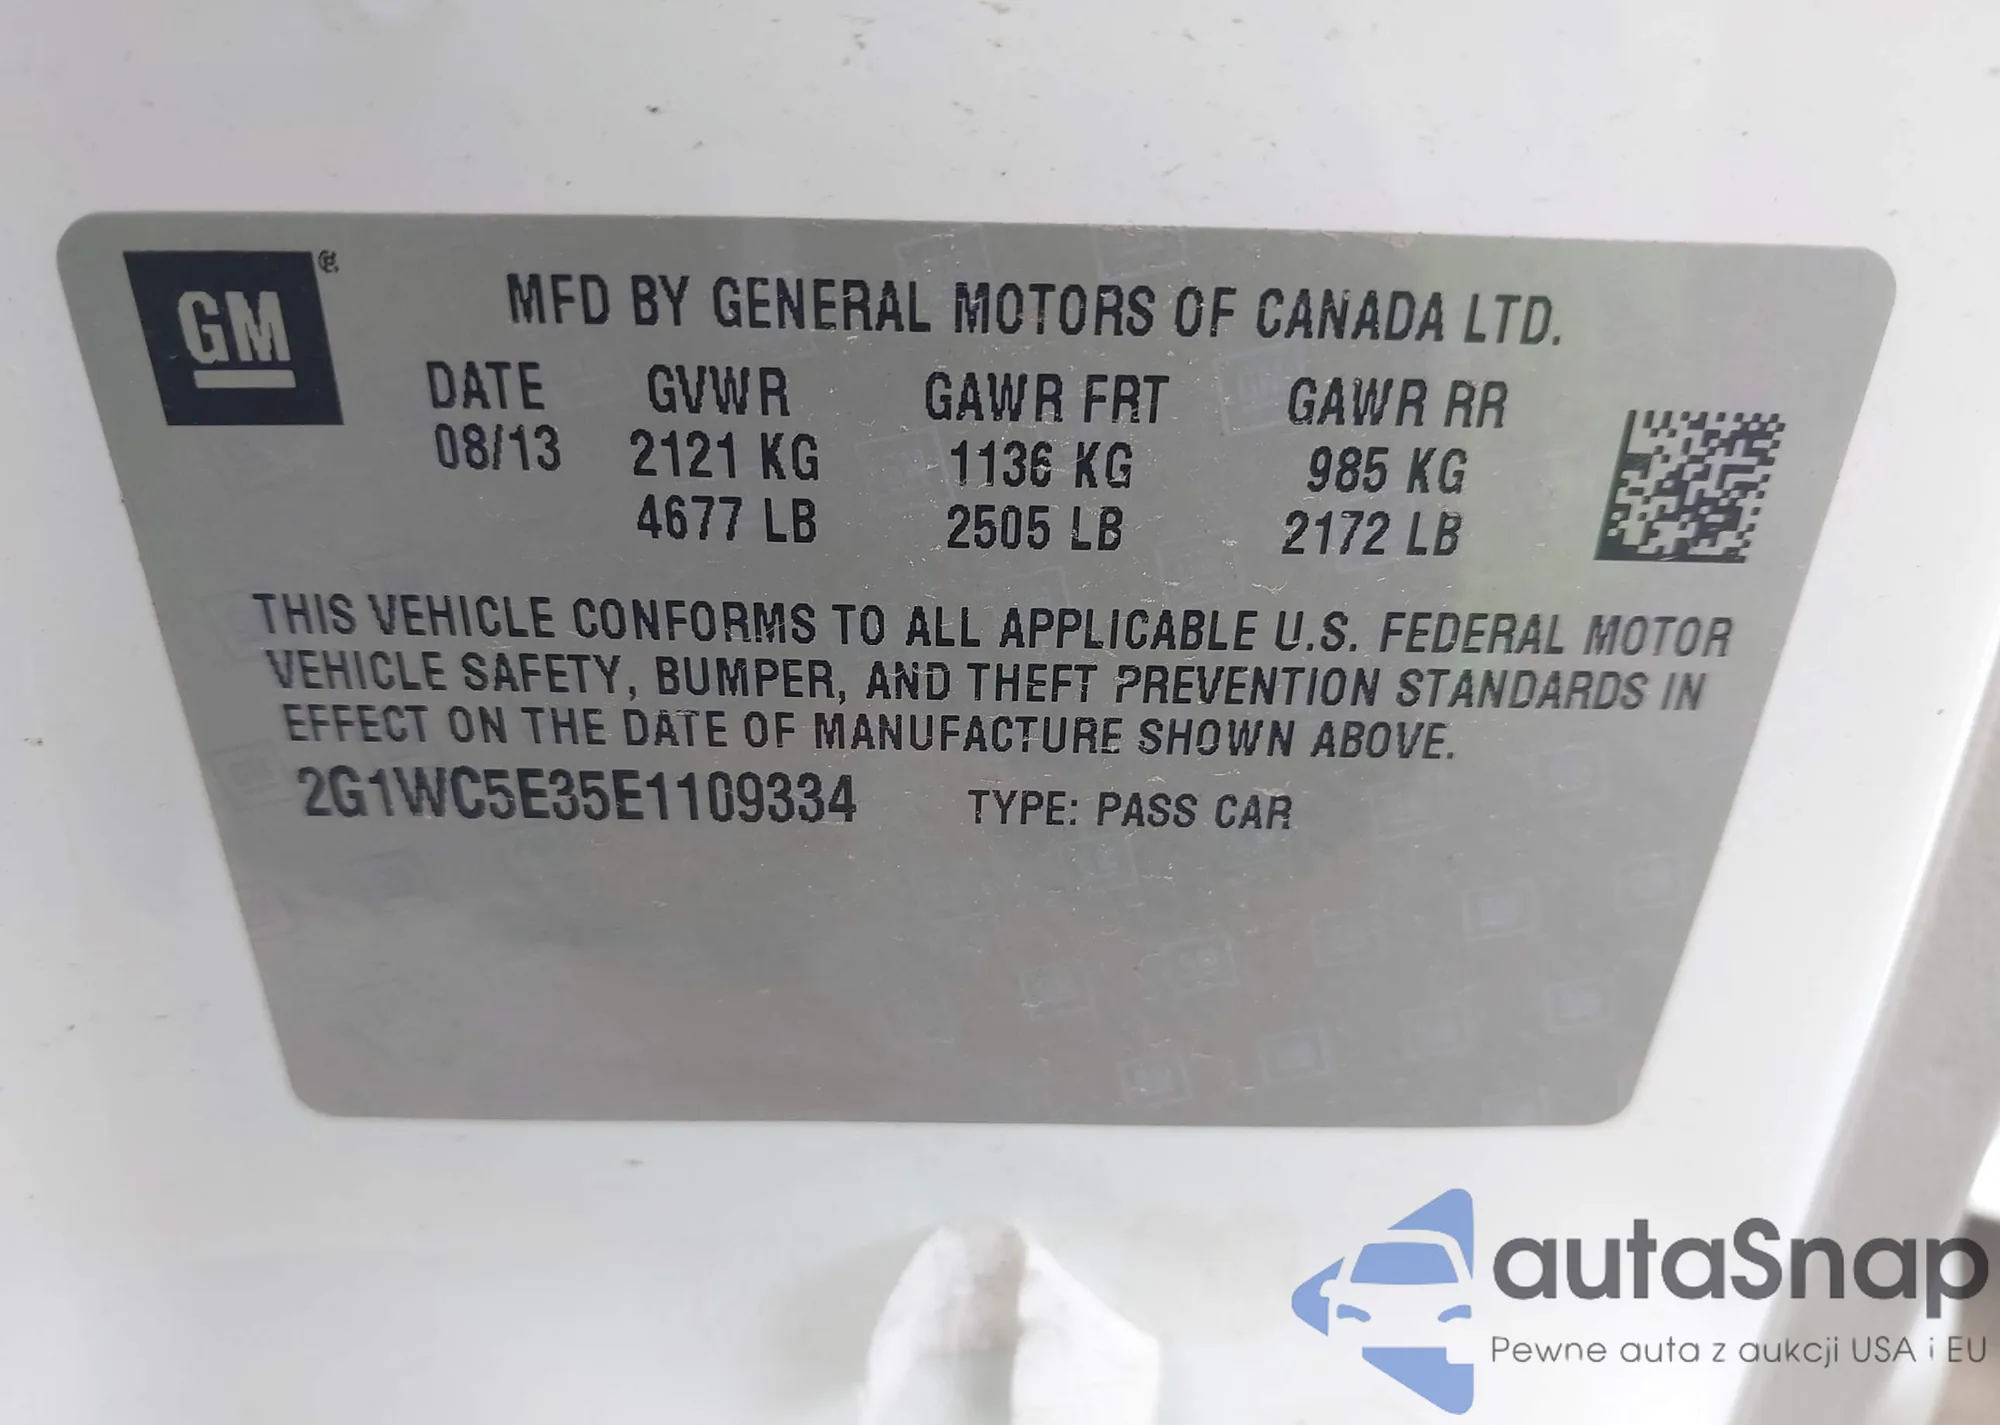 GM
MFD BY GENERAL MOTORS OF CANADA LTD.
DATE GVWR GAWR FRT GAWR RR
08/13 2121 KG 1136 KG 985 KG
4677 LB 2505 LB 2172 LB
THIS VEHICLE CONFORMS TO ALL APPLICABLE U.S. FEDERAL MOTOR
VEHICLE SAFETY, BUMPER, AND THEFT PREVENTION STANDARDS IN
EFFECT ON THE DATE OF MANUFACTURE SHOWN ABOVE.
2G1WC5E35E1109334 TYPE: PASS CAR
autaSnap
Pewne auta z aukcji USA i EU